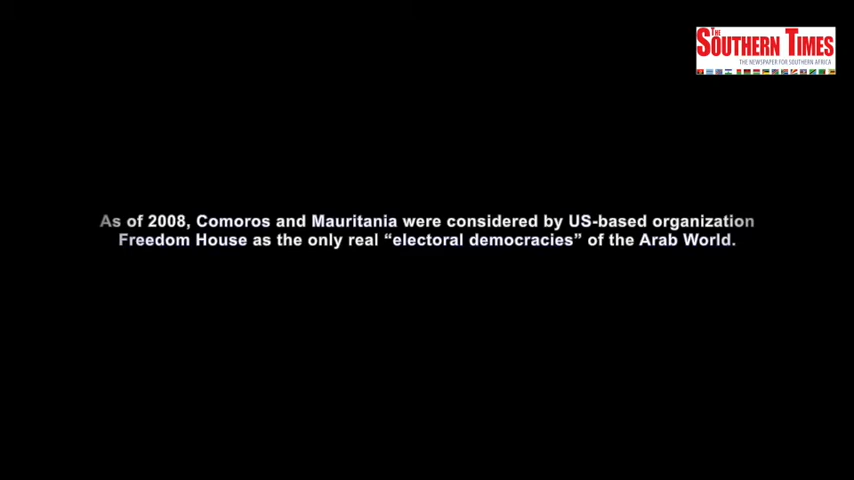 THE
SOUTHERN TIMES
THE NEWSPAPER FOR SOUTHERN AFRICA
As of 2008, Comoros and Mauritania were considered by US-based organization
Freedom House as the only real “electoral democracies” of the Arab World.